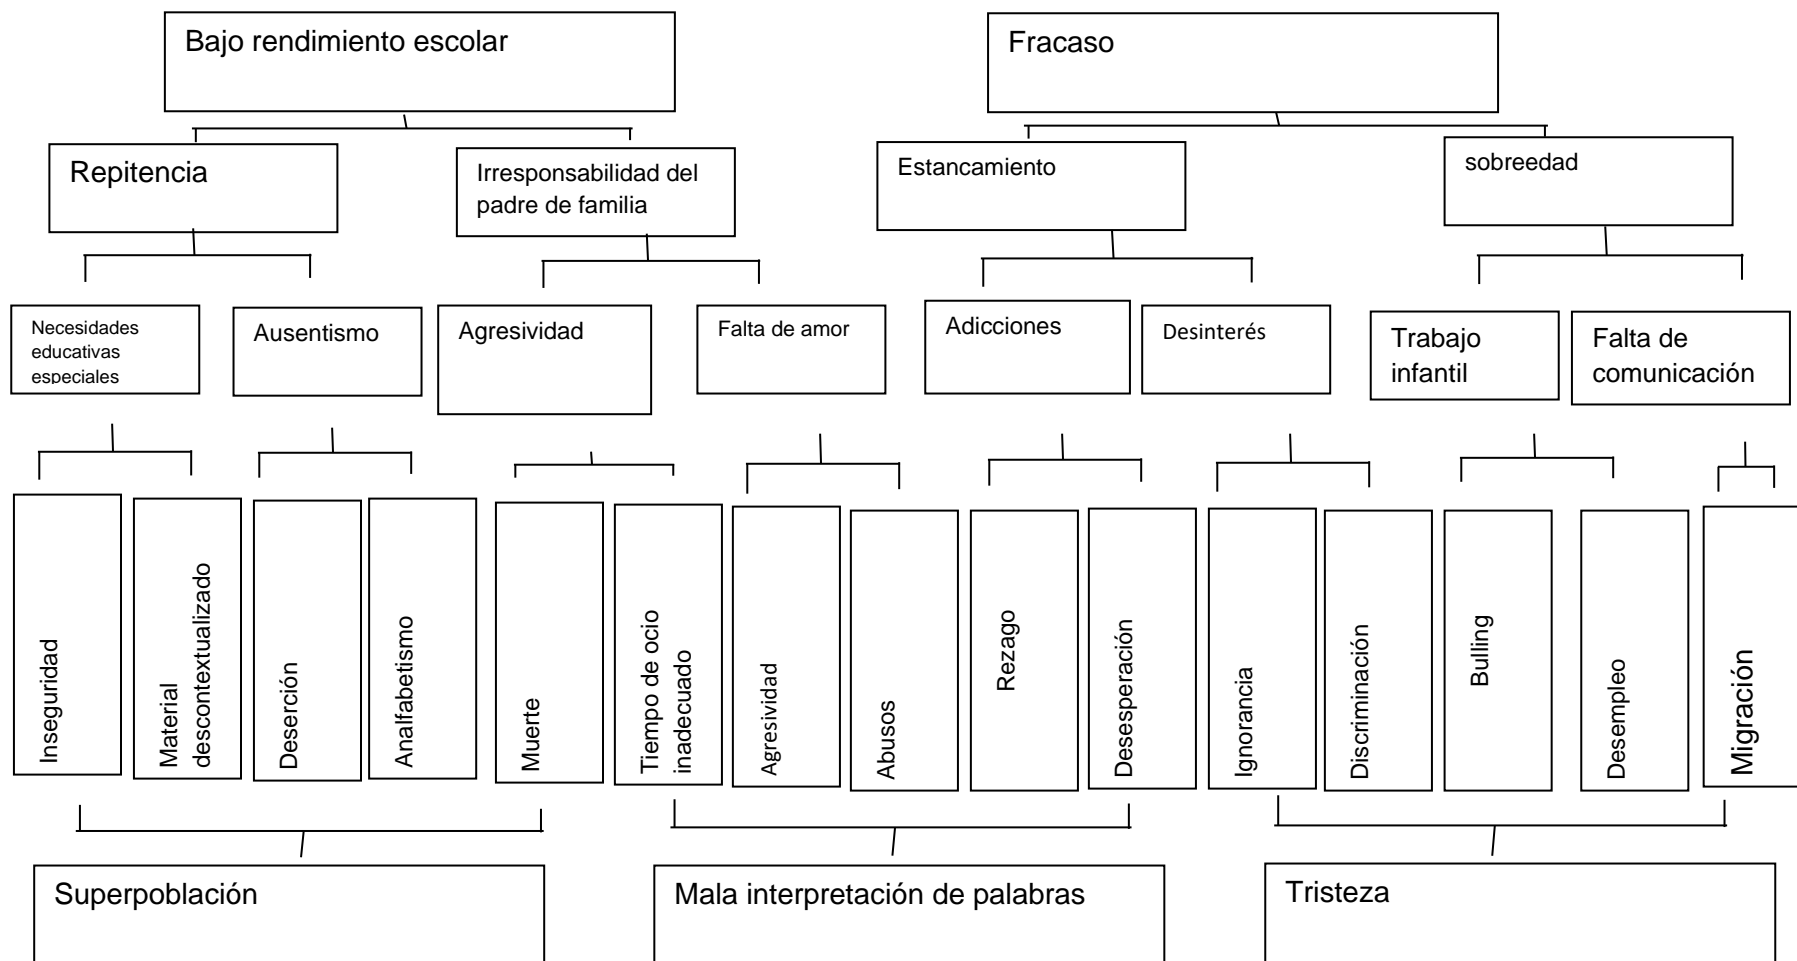 Bajo rendimiento escolar
Fracaso
Repitencia
Irresponsabilidad del
padre de familia
Estancamiento
sobreedad
Necesidades
educativas
especiales
Ausentismo
Agresividad
Falta de amor
Adicciones
Desinterés
Trabajo
infantil
Falta de
comunicación
Inseguridad
Material
descontextualizado
Deserción
Analfabetismo
Muerte
Tiempo de ocio
inadecuado
Agresividad
Abusos
Rezago
Desesperación
Ignorancia
Discriminación
Bulling
Desempleo
Migración
Superpoblación
Mala interpretación de palabras
Tristeza